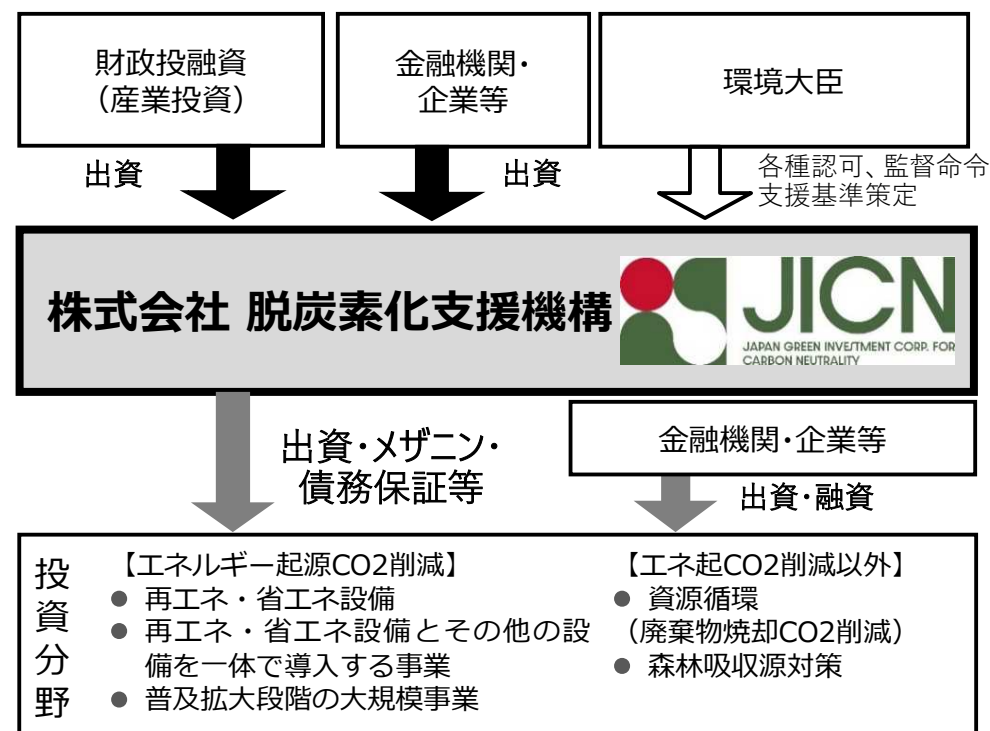 財政投融資
（産業投資）
金融機関・
企業等
環境大臣
出資
出資
各種認可、監督命令
支援基準策定
株式会社 脱炭素化支援機構
JICN
JAPAN GREEN INVESTMENT CORP. FOR
CARBON NEUTRALITY
出資・メザニン・
債務保証等
金融機関・企業等
出資・融資
投資分野
【エネルギー起源CO2削減】
● 再エネ・省エネ設備
● 再エネ・省エネ設備とその他の設
備を一体で導入する事業
● 普及拡大段階の大規模事業
【エネ起CO2削減以外】
● 資源循環
（廃棄物焼却CO2削減）
● 森林吸収源対策